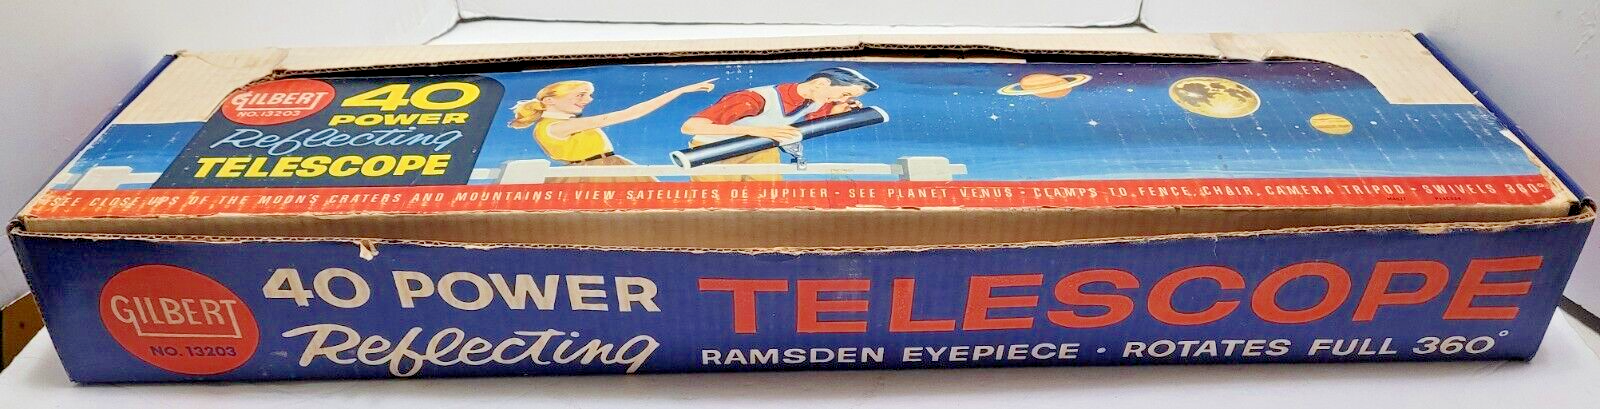 GILBERT
NO. 13203
40
POWER
Reflecting
TELESCOPE
SEE CLOSE UPS OF THE MOON'S CRATERS AND MOUNTAINS! VIEW SATELLITES OF JUPITER - SEE PLANET VENUS - CLAMPS TO FENCE, CHAIR, CAMERA TRIPOD - SWIVELS 360°
GILBERT
NO. 13203
40 POWER
Reflecting
TELESCOPE
RAMSDEN EYEPIECE · ROTATES FULL 360°